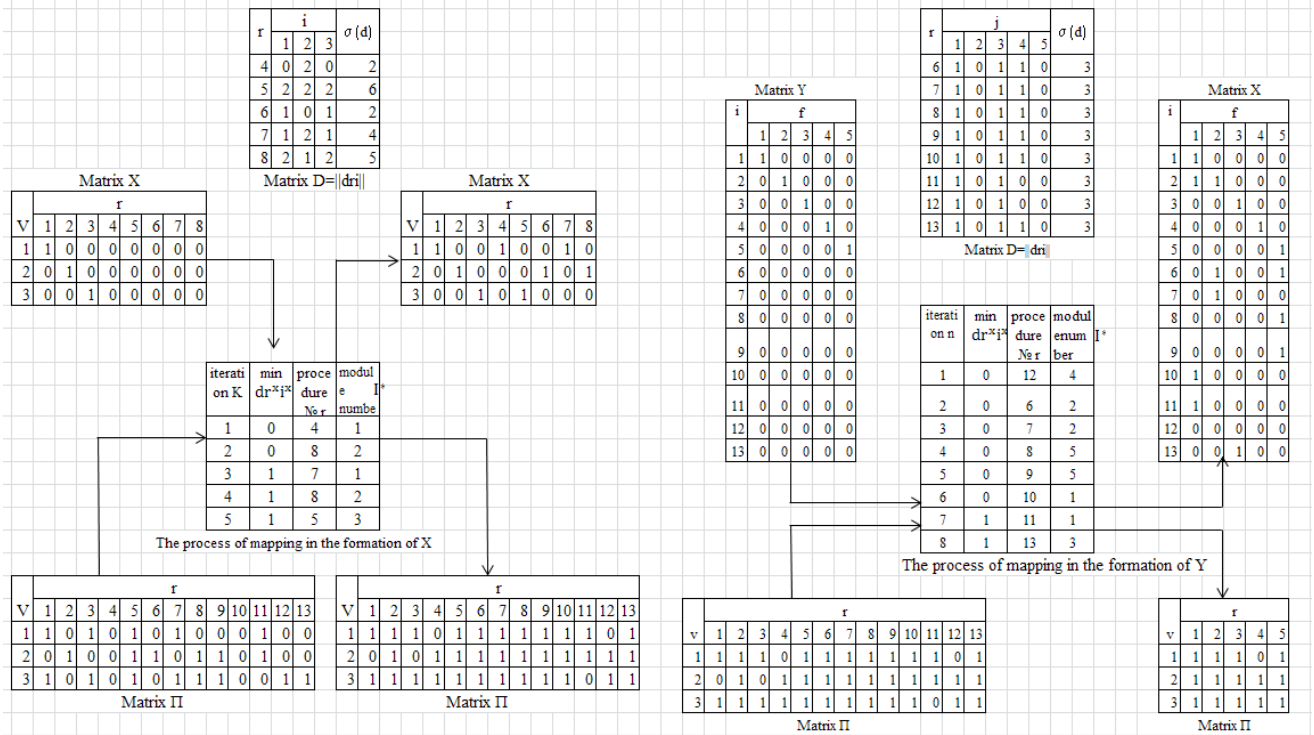 r i σ(d)
1 2 3
4 0 2 0 2
5 2 2 2 6
6 1 0 1 2
7 1 2 1 4
8 2 1 2 5
Matrix D=||dri||
Matrix X
r
V 1 2 3 4 5 6 7 8
1 1 0 0 0 0 0 0 0
2 0 1 0 0 0 0 0 0
3 0 0 1 0 0 0 0 0
Matrix X
r
V 1 2 3 4 5 6 7 8
1 1 0 0 1 0 0 1 0
2 0 1 0 0 0 1 0 1
3 0 0 1 0 1 0 0 0
iterati min proce modul
on K drˣiˣ dure e I*
№r numbe
1 0 4 1
2 0 8 2
3 1 7 1
4 1 8 2
5 1 5 3
The process of mapping in the formation of X
r
V 1 2 3 4 5 6 7 8 9 10 11 12 13
1 1 0 1 0 1 0 1 0 0 0 1 0 0
2 0 1 0 0 1 1 0 1 1 0 1 0 0
3 1 0 1 0 1 0 1 1 1 0 0 1 1
Matrix Π
r
V 1 2 3 4 5 6 7 8 9 10 11 12 13
1 1 1 1 0 1 1 1 1 1 1 1 0 1
2 0 1 0 1 1 1 1 1 1 1 1 1 1
3 1 1 1 1 1 1 1 1 1 1 0 1 1
Matrix Π
r j σ(d)
1 2 3 4 5
6 1 0 1 1 0 3
7 1 0 1 1 0 3
8 1 0 1 1 0 3
9 1 0 1 1 0 3
10 1 0 1 1 0 3
11 1 0 1 0 0 3
12 1 0 1 0 0 3
13 1 0 1 1 0 3
Matrix D=||dri||
Matrix Y
i f
1 2 3 4 5
1 1 0 0 0 0
2 0 1 0 0 0
3 0 0 1 0 0
4 0 0 0 1 0
5 0 0 0 0 1
6 0 0 0 0 0
7 0 0 0 0 0
8 0 0 0 0 0
9 0 0 0 0 0
10 0 0 0 0 0
11 0 0 0 0 0
12 0 0 0 0 0
13 0 0 0 0 0
Matrix X
i f
1 2 3 4 5
1 1 0 0 0 0
2 1 1 0 0 0
3 0 0 1 0 0
4 0 0 0 1 0
5 0 0 0 0 1
6 0 1 0 0 1
7 0 1 0 0 0
8 0 0 0 0 1
9 0 0 0 0 1
10 1 0 0 0 0
11 1 0 0 0 0
12 0 0 0 0 0
13 0 0 1 0 0
iterati min proce modul
on n drˣiˣ dure enum I*
№r ber
1 0 12 4
2 0 6 2
3 0 7 2
4 0 8 5
5 0 9 5
6 0 10 1
7 1 11 1
8 1 13 3
The process of mapping in the formation of Y
r
v 1 2 3 4 5 6 7 8 9 10 11 12 13
1 1 1 1 0 1 1 1 1 1 1 1 0 1
2 0 1 0 1 1 1 1 1 1 1 1 1 1
3 1 1 1 1 1 1 1 1 1 1 0 1 1
Matrix Π
r
v 1 2 3 4 5
1 1 1 1 0 1
2 1 1 1 1 1
3 1 1 1 1 1
Matrix Π